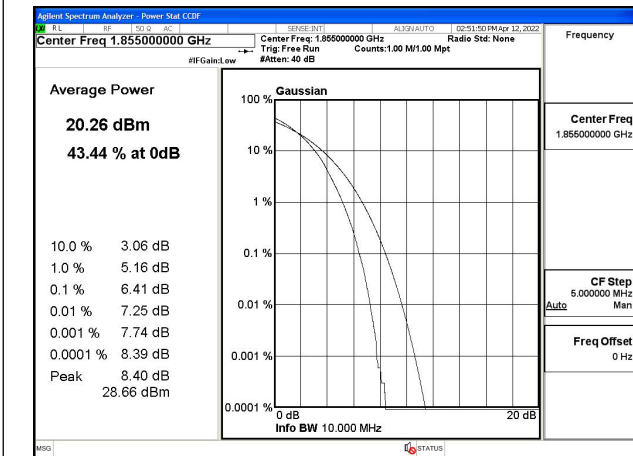 Agilent Spectrum Analyzer - Power Stat CCDF
LXI RL RF 50 Ω AC SENSE:INT ALIGNAUTO 02:51:50 PM Apr 12, 2022
Center Freq 1.855000000 GHz
Center Freq: 1.855000000 GHz Radio Std: None
Trig: Free Run Counts:1.00 M/1.00 Mpt
#IFGain:Low #Atten: 40 dB
Frequency
Average Power
20.26 dBm
43.44 % at 0dB
10.0 % 3.06 dB
1.0 % 5.16 dB
0.1 % 6.41 dB
0.01 % 7.25 dB
0.001 % 7.74 dB
0.0001 % 8.39 dB
Peak 8.40 dB
28.66 dBm
Gaussian
100 %
10 %
1 %
0.1 %
0.01 %
0.001 %
0.0001 %
0 dB 20 dB
Info BW 10.000 MHz
Center Freq
1.855000000 GHz
CF Step
5.000000 MHz
Auto Man
Freq Offset
0 Hz
MSG STATUS